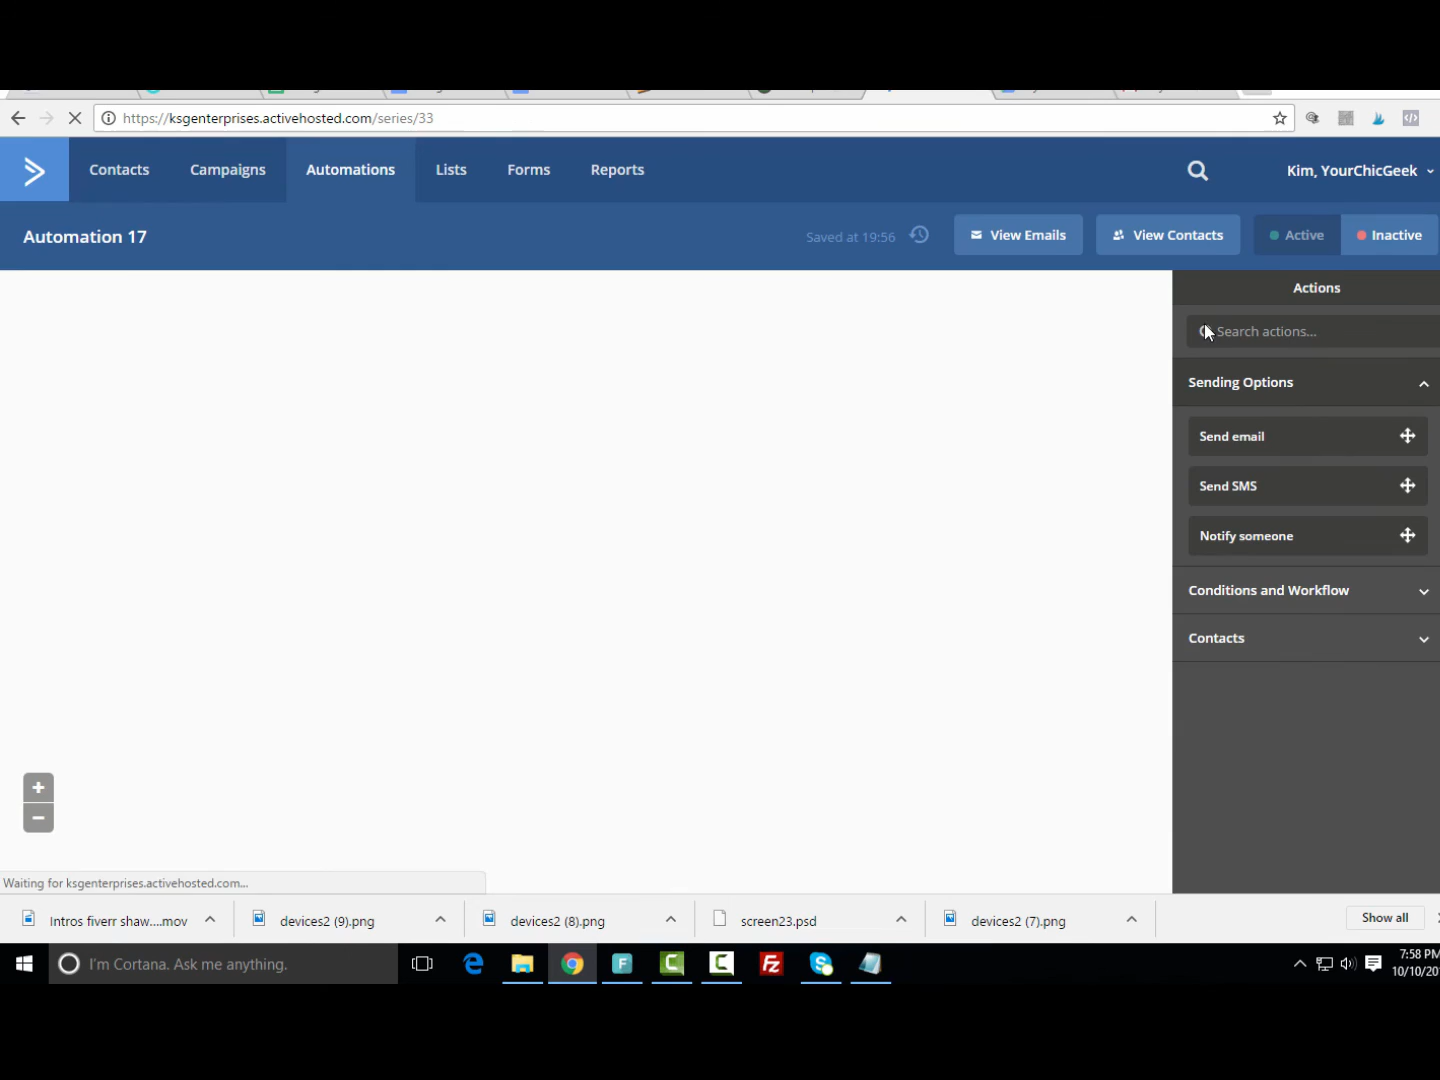 https://ksgenterprises.activehosted.com/series/33
Contacts
Campaigns
Automations
Lists
Forms
Reports
Kim, YourChicGeek
Automation 17
Saved at 19:56
View Emails
View Contacts
Active
Inactive
Actions
Search actions...
Sending Options
Send email
Send SMS
Notify someone
Conditions and Workflow
Contacts
+
−
Waiting for ksgenterprises.activehosted.com...
Intros fiverr shaw....mov
devices2 (9).png
devices2 (8).png
screen23.psd
devices2 (7).png
Show all
I'm Cortana. Ask me anything.
7:58 PM
10/10/20